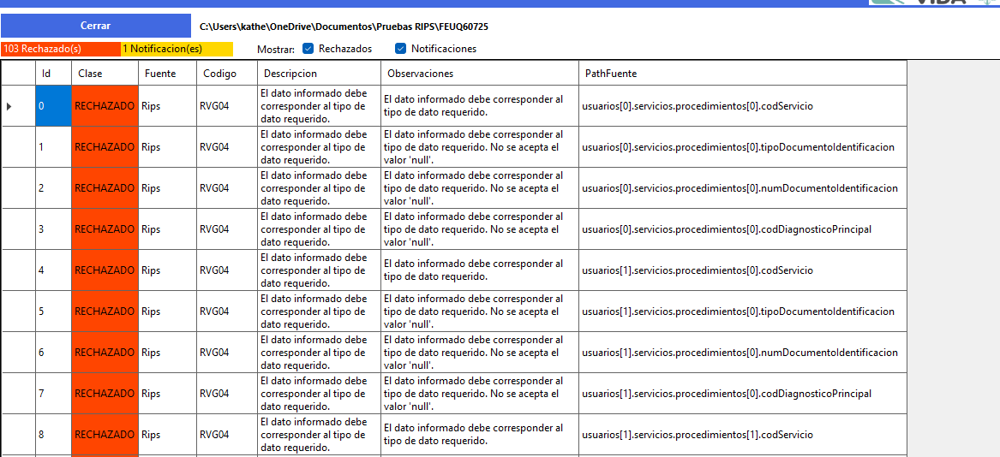 VIDA
Cerrar
C:\Users\kathe\OneDrive\Documentos\Pruebas RIPS\FEUQ60725
103 Rechazado(s) 1 Notificacion(es) Mostrar: Rechazados Notificaciones
Id Clase Fuente Codigo Descripcion Observaciones PathFuente
0 RECHAZADO Rips RVG04
El dato informado debe
corresponder al tipo de
dato requerido.
El dato informado debe corresponder al
tipo de dato requerido.
usuarios[0].servicios.procedimientos[0].codServicio
1 RECHAZADO Rips RVG04
El dato informado debe
corresponder al tipo de
dato requerido.
El dato informado debe corresponder al
tipo de dato requerido. No se acepta el
valor 'null'.
usuarios[0].servicios.procedimientos[0].tipoDocumentoIdentificacion
2 RECHAZADO Rips RVG04
El dato informado debe
corresponder al tipo de
dato requerido.
El dato informado debe corresponder al
tipo de dato requerido. No se acepta el
valor 'null'.
usuarios[0].servicios.procedimientos[0].numDocumentoIdentificacion
3 RECHAZADO Rips RVG04
El dato informado debe
corresponder al tipo de
dato requerido.
El dato informado debe corresponder al
tipo de dato requerido. No se acepta el
valor 'null'.
usuarios[0].servicios.procedimientos[0].codDiagnosticoPrincipal
4 RECHAZADO Rips RVG04
El dato informado debe
corresponder al tipo de
dato requerido.
El dato informado debe corresponder al
tipo de dato requerido.
usuarios[1].servicios.procedimientos[0].codServicio
5 RECHAZADO Rips RVG04
El dato informado debe
corresponder al tipo de
dato requerido.
El dato informado debe corresponder al
tipo de dato requerido. No se acepta el
valor 'null'.
usuarios[1].servicios.procedimientos[0].tipoDocumentoIdentificacion
6 RECHAZADO Rips RVG04
El dato informado debe
corresponder al tipo de
dato requerido.
El dato informado debe corresponder al
tipo de dato requerido. No se acepta el
valor 'null'.
usuarios[1].servicios.procedimientos[0].numDocumentoIdentificacion
7 RECHAZADO Rips RVG04
El dato informado debe
corresponder al tipo de
dato requerido.
El dato informado debe corresponder al
tipo de dato requerido. No se acepta el
valor 'null'.
usuarios[1].servicios.procedimientos[0].codDiagnosticoPrincipal
8 RECHAZADO Rips RVG04
El dato informado debe
corresponder al tipo de
dato requerido.
El dato informado debe corresponder al
tipo de dato requerido.
usuarios[1].servicios.procedimientos[1].codServicio